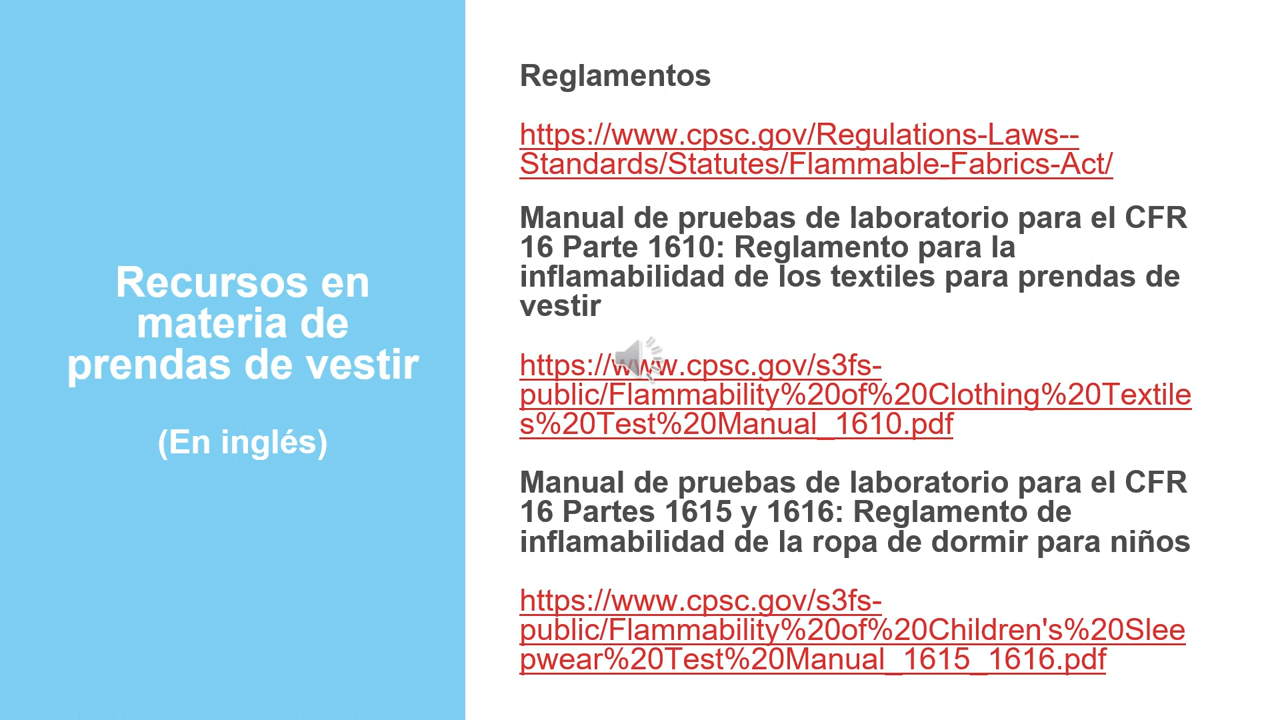 Recursos en
materia de
prendas de vestir
(En inglés)
Reglamentos
https://www.cpsc.gov/Regulations-Laws--
Standards/Statutes/Flammable-Fabrics-Act/
Manual de pruebas de laboratorio para el CFR
16 Parte 1610: Reglamento para la
inflamabilidad de los textiles para prendas de
vestir
https://www.cpsc.gov/s3fs-
public/Flammability%20of%20Clothing%20Textile
s%20Test%20Manual_1610.pdf
Manual de pruebas de laboratorio para el CFR
16 Partes 1615 y 1616: Reglamento de
inflamabilidad de la ropa de dormir para niños
https://www.cpsc.gov/s3fs-
public/Flammability%20of%20Children's%20Slee
pwear%20Test%20Manual_1615_1616.pdf